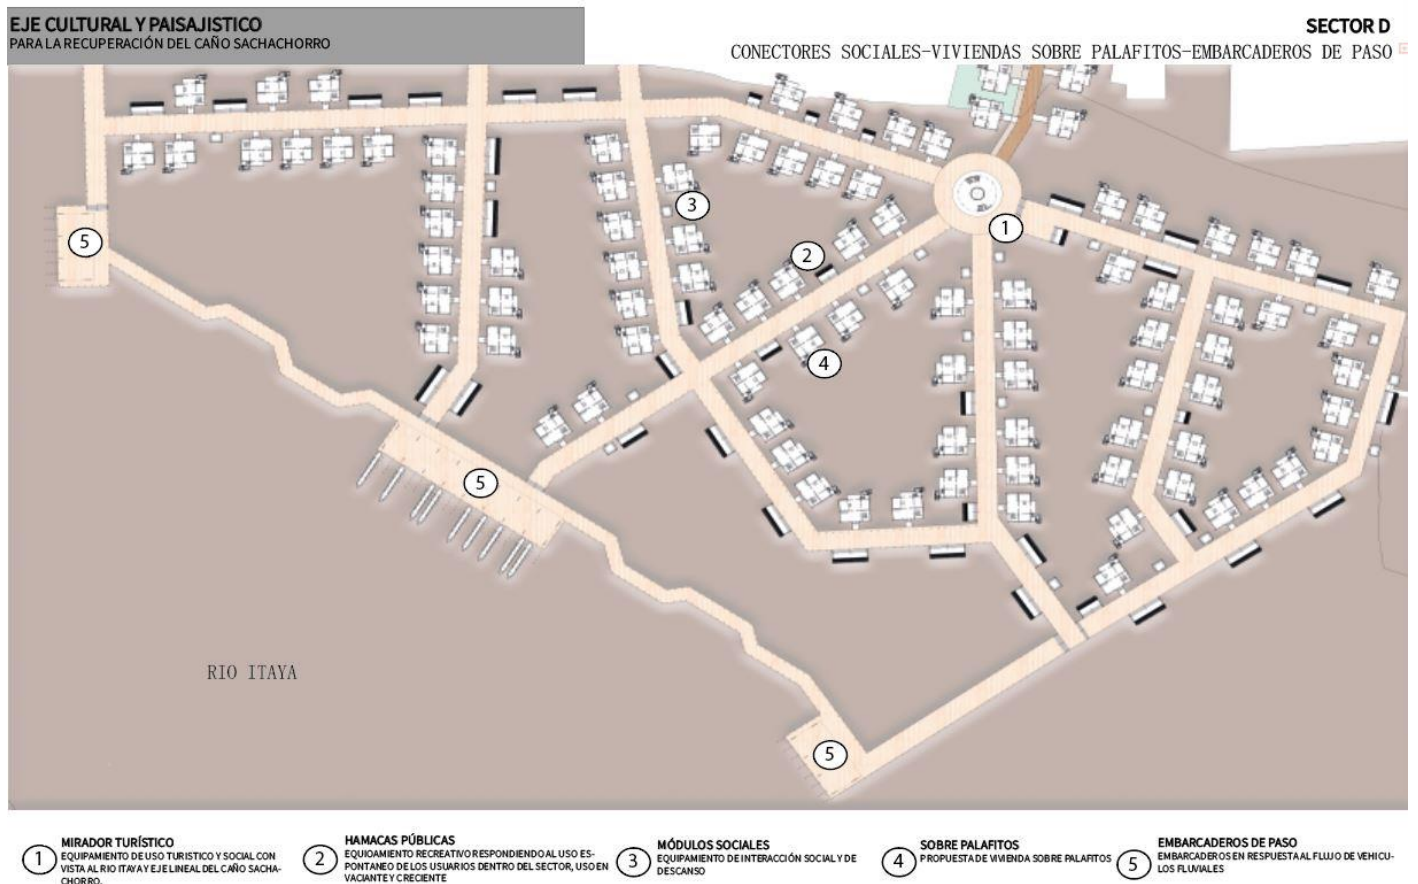 EJE CULTURAL Y PAISAJISTICO
PARA LA RECUPERACIÓN DEL CAÑO SACHACHORRO
SECTOR D
CONECTORES SOCIALES-VIVIENDAS SOBRE PALAFITOS-EMBARCADEROS DE PASO
3
1
5
2
4
5
RIO ITAYA
5
1
MIRADOR TURÍSTICO
EQUIPAMIENTO DE USO TURISTICO Y SOCIAL CON
VISTA AL RIO ITAYA Y EJE LINEAL DEL CAÑO SACHA-
CHORRO.
2
HAMACAS PÚBLICAS
EQUIOAMIENTO RECREATIVO RESPONDIENDO AL USO ES-
PONTANEO DE LOS USUARIOS DENTRO DEL SECTOR, USO EN
VACIANTE Y CRECIENTE
3
MÓDULOS SOCIALES
EQUIPAMIENTO DE INTERACCIÓN SOCIAL Y DE
DESCANSO
4
SOBRE PALAFITOS
PROPUESTA DE VIVIENDA SOBRE PALAFITOS
5
EMBARCADEROS DE PASO
EMBARCADEROS EN RESPUESTA AL FLUJO DE VEHICU-
LOS FLUVIALES